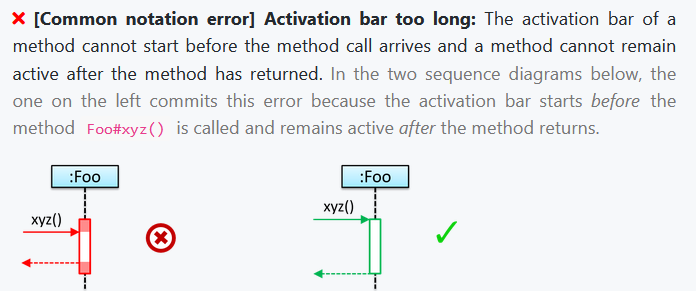 [Common notation error] Activation bar too long: The activation bar of a
method cannot start before the method call arrives and a method cannot remain
active after the method has returned. In the two sequence diagrams below, the
one on the left commits this error because the activation bar starts before the
method Foo#xyz() is called and remains active after the method returns.
:Foo
:Foo
xyz()
xyz()